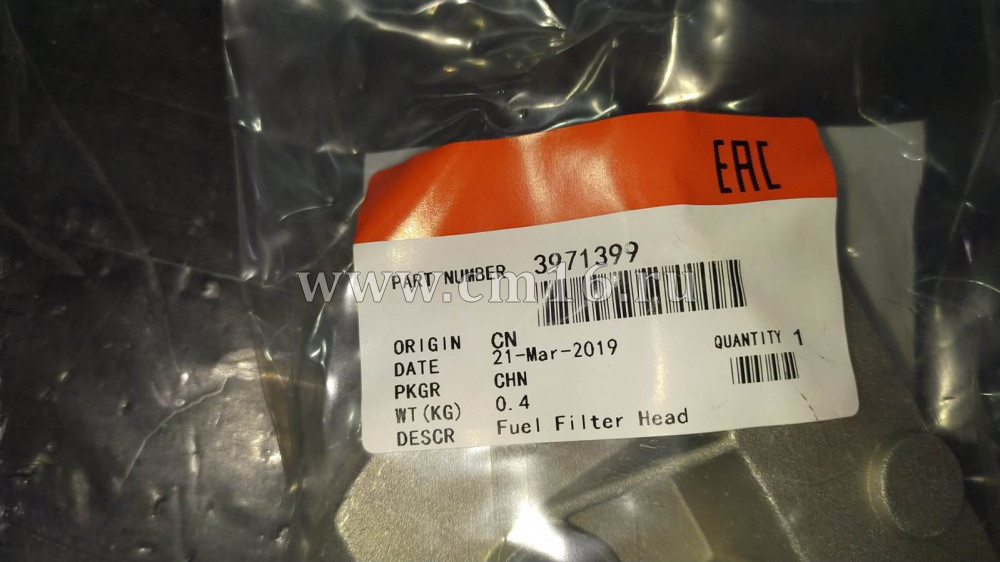 EAC
PART NUMBER 3971399
www.cm16.ru
ORIGIN CN
DATE 21-Mar-2019
QUANTITY 1
PKGR CHN
WT(KG) 0.4
DESCR Fuel Filter Head